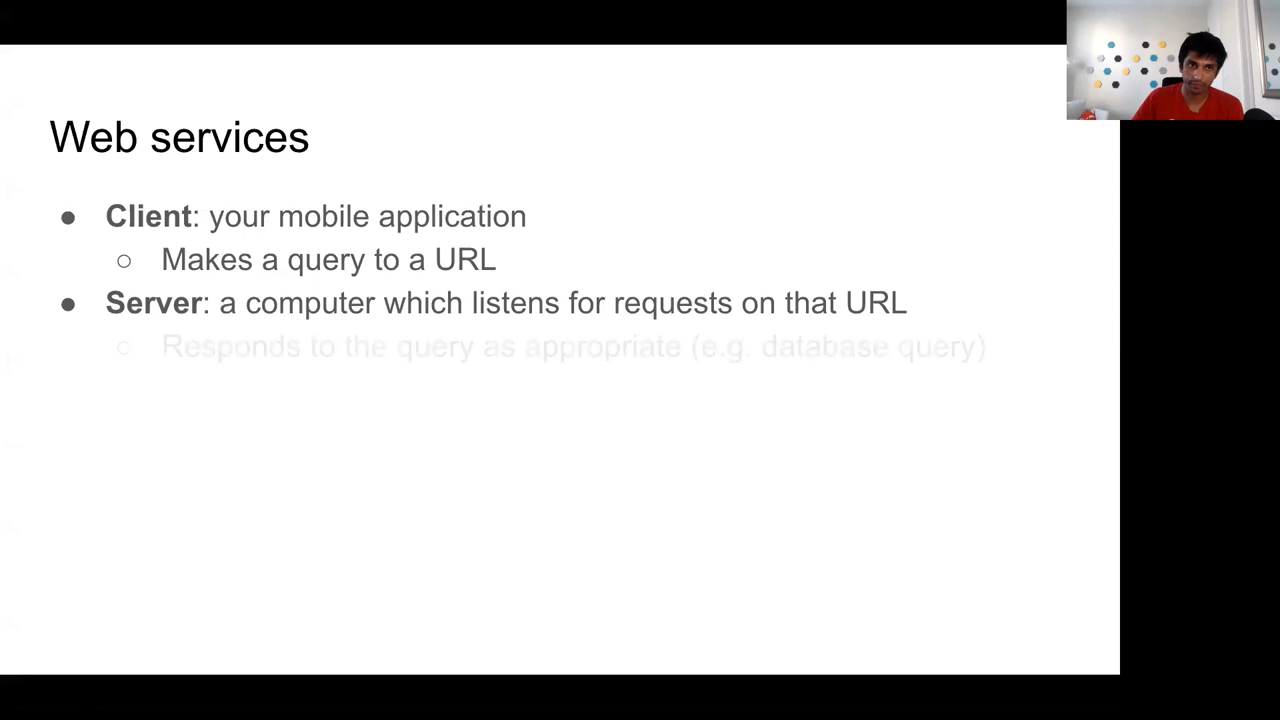 Web services
● Client: your mobile application
○ Makes a query to a URL
● Server: a computer which listens for requests on that URL
○ Responds to the query as appropriate (e.g. database query)